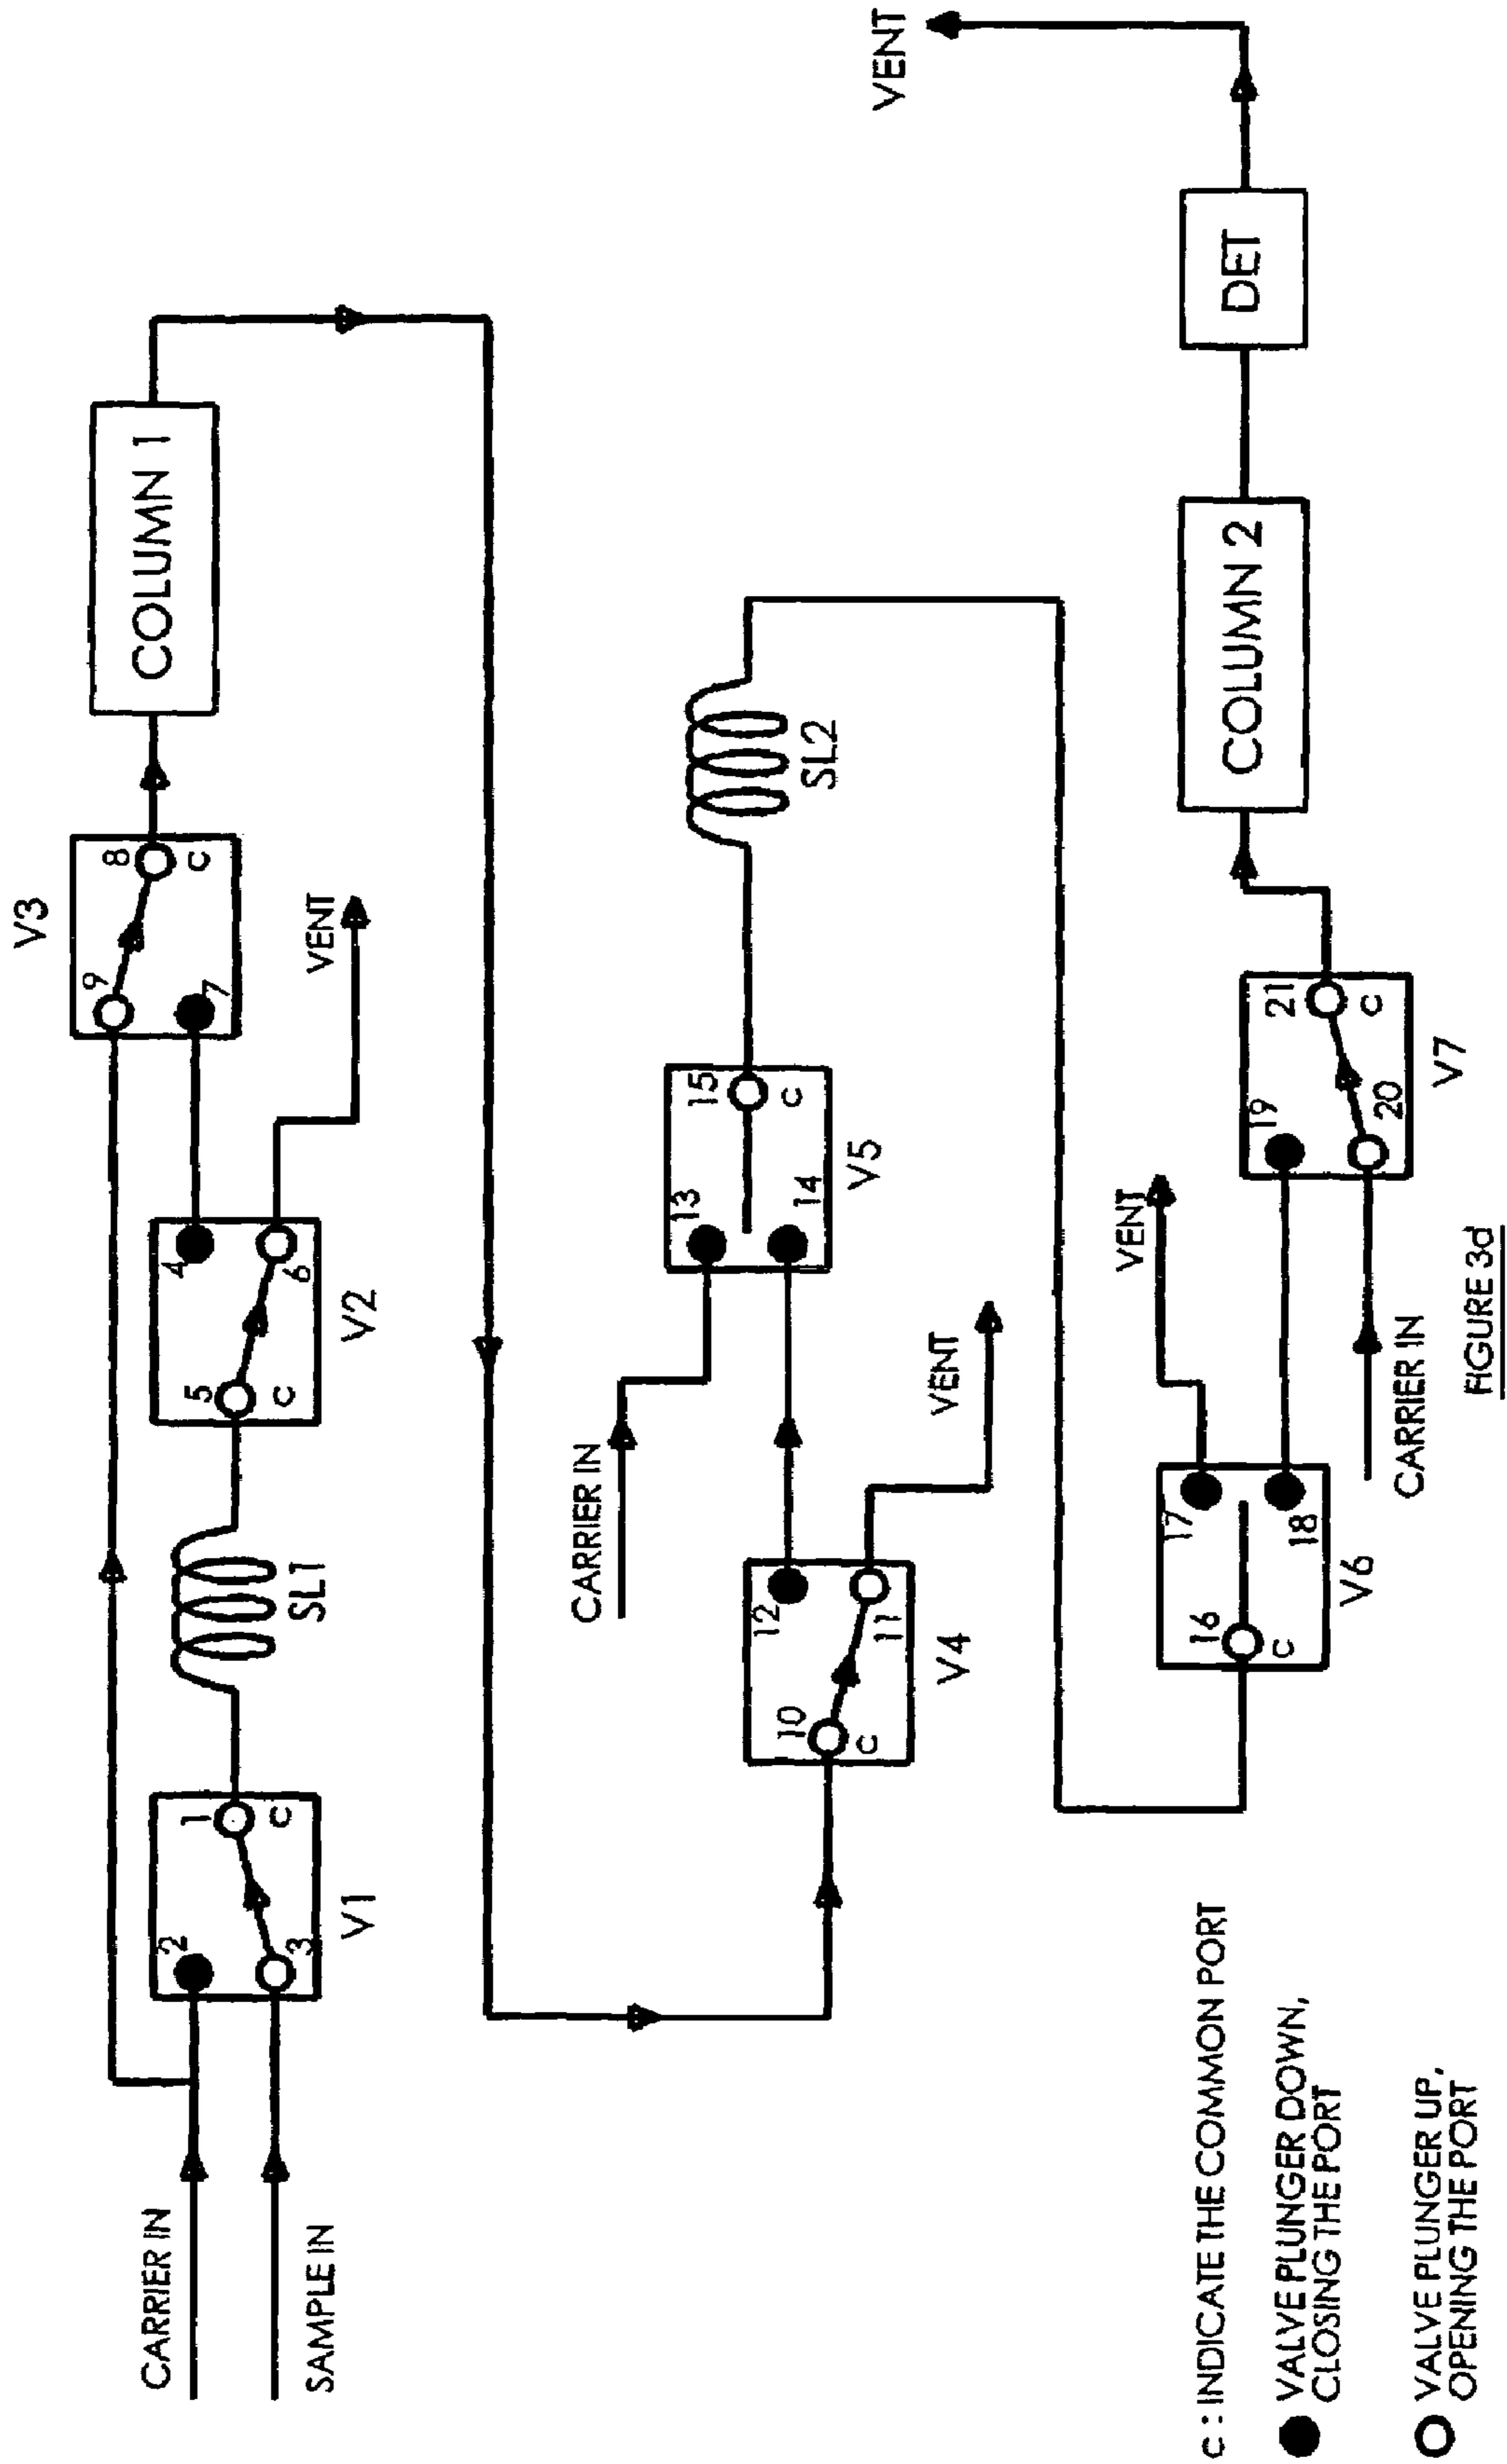 V3
9
8
C
7
COLUMN 1
CARRIER IN
SAMPLE IN
2
1
C
3
V1
SL1
5
C
4
6
V2
VENT
CARRIER IN
13
15
C
14
V5
SL2
10
C
12
11
V4
VENT
VENT
17
16
C
18
V6
VENT
19
21
C
20
V7
CARRIER IN
COLUMN 2
DET
c : INDICATE THE COMMON PORT
VALVE PLUNGER DOWN,
CLOSING THE PORT
VALVE PLUNGER UP,
OPENING THE PORT
FIGURE 3d